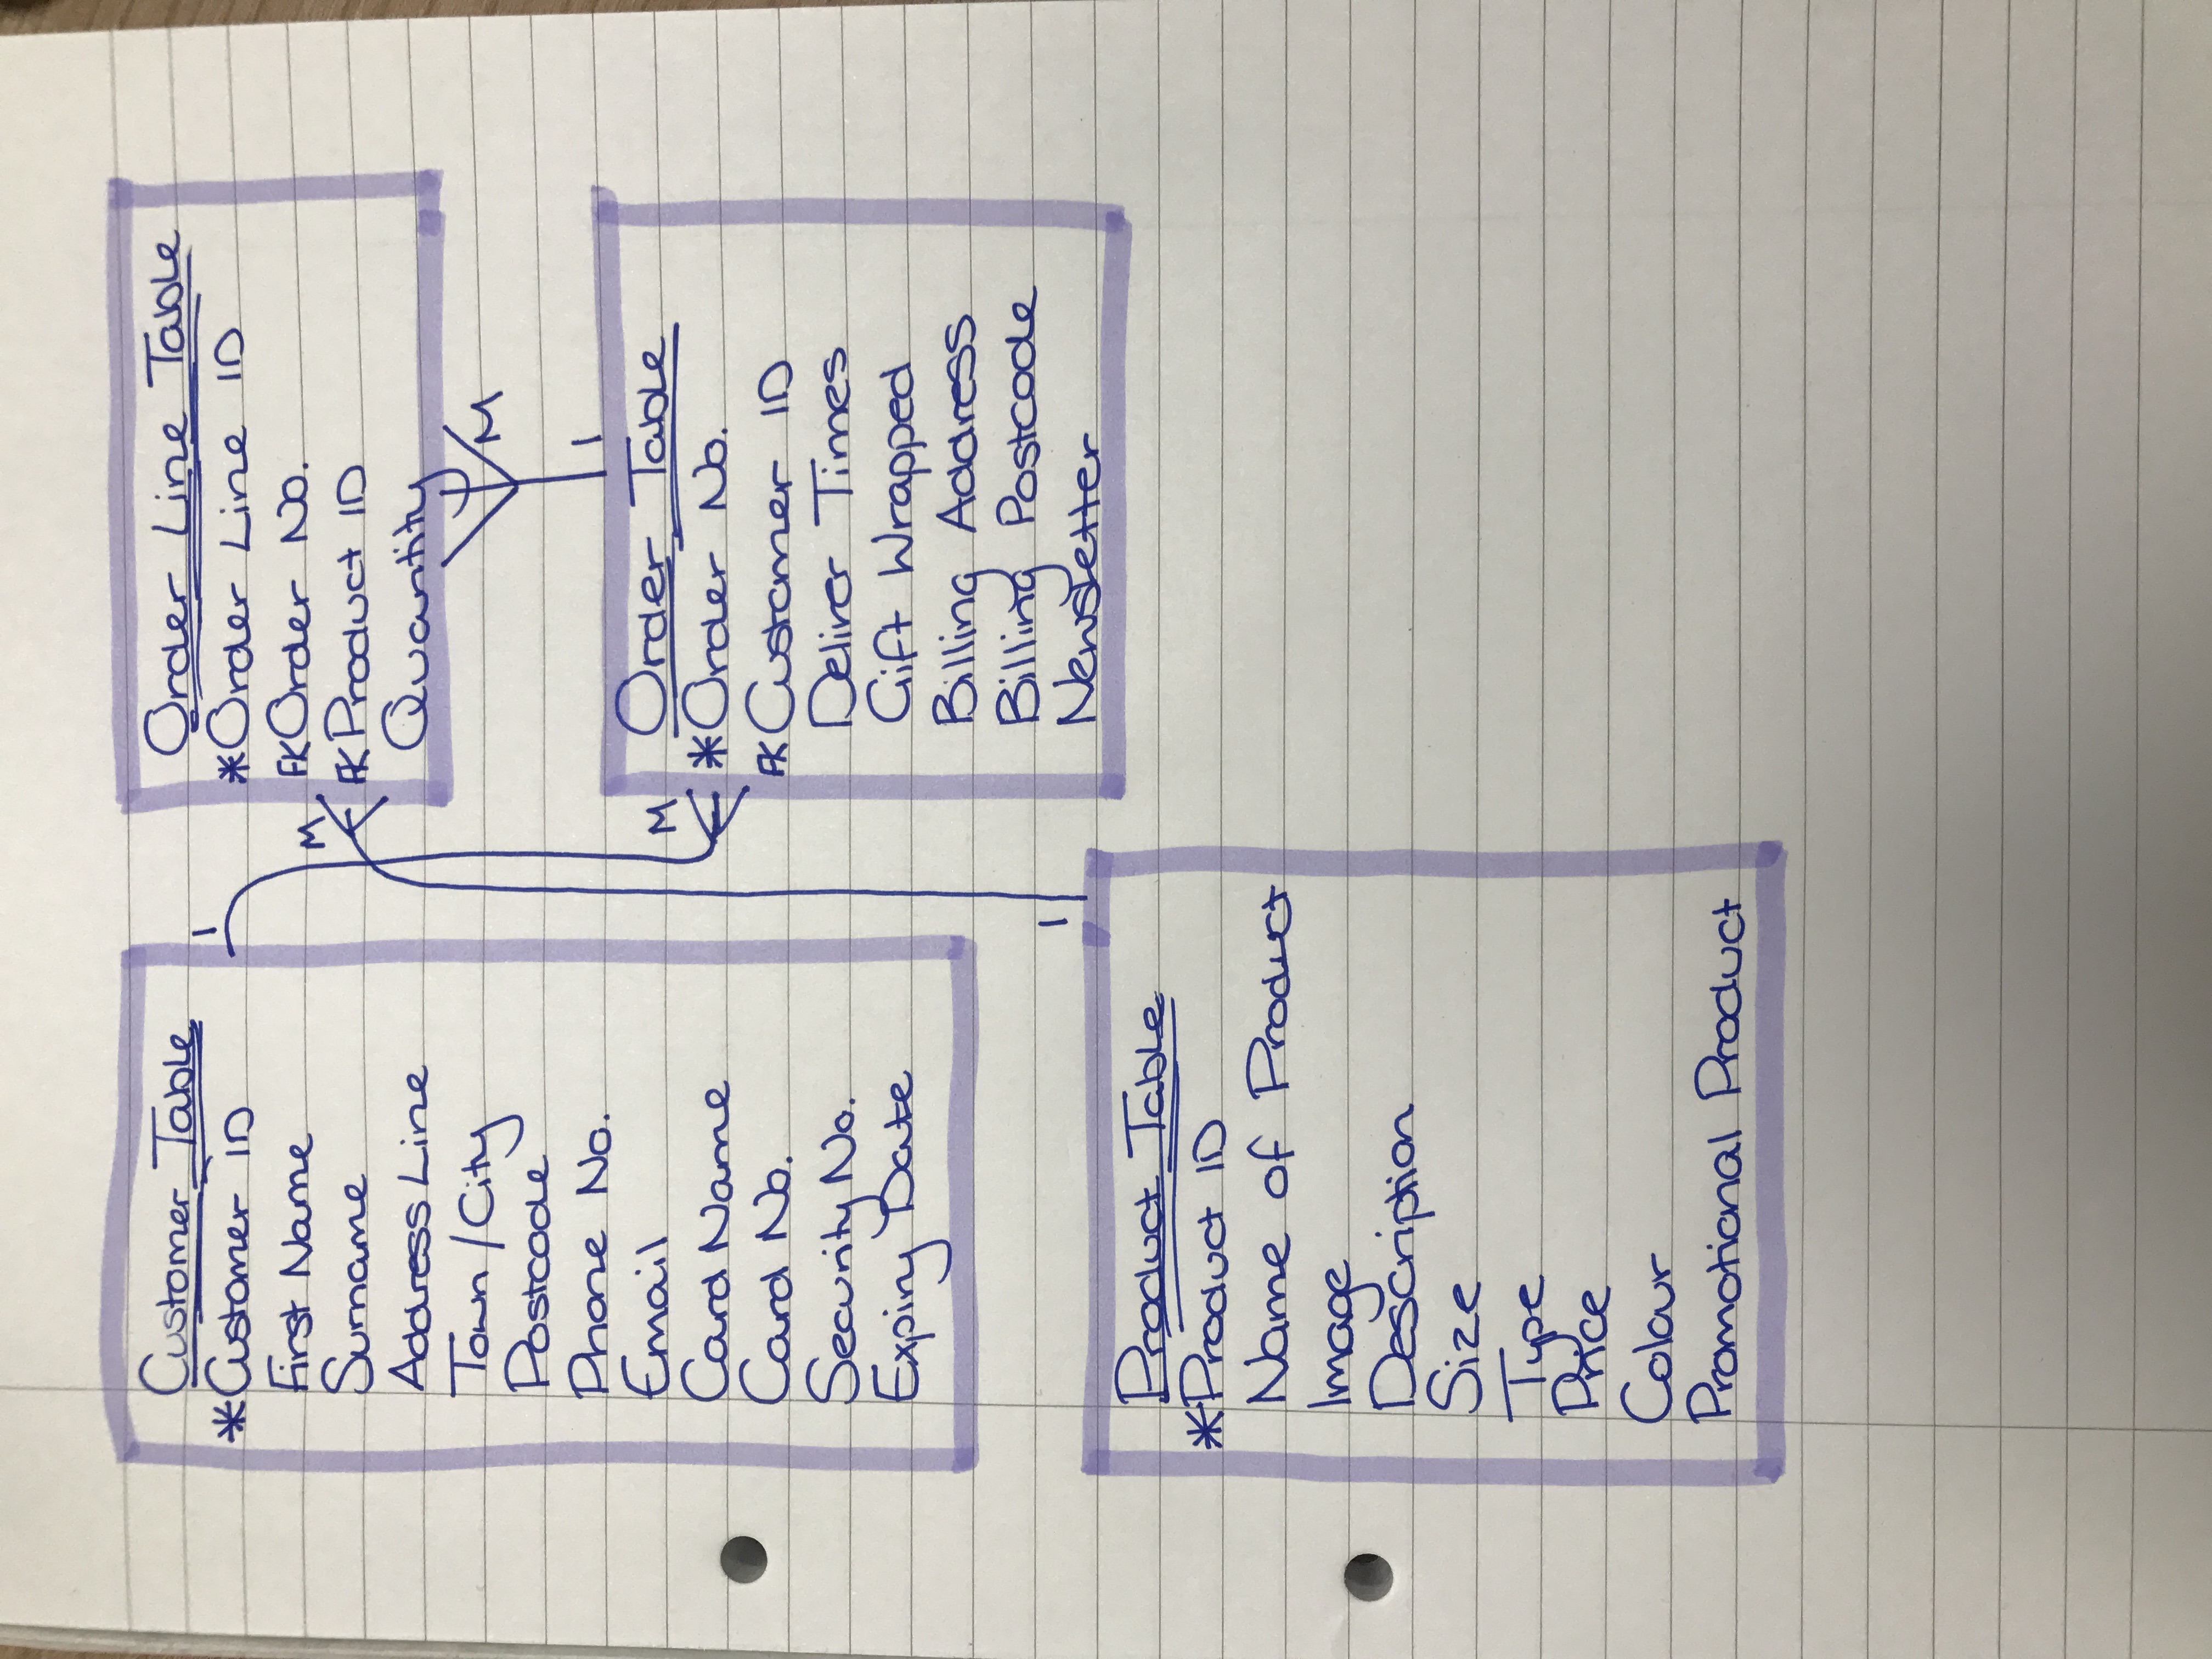 Customer Table
*Customer ID
First Name
Surname
Address Line
Town / City
Postcode
Phone No.
Email
Card Name
Card No.
Security No.
Expiry Date
1
M
Order Line Table
*Order Line ID
FK Order No.
FK Product ID
Quantity
M
1
M
Order Table
*Order No.
FK Customer ID
Deliver Times
Gift Wrapped
Billing Address
Billing Postcode
Newsletter
1
Product Table
*Product ID
Name of Product
Image
Description
Size
Type
Price
Colour
Promotional Product